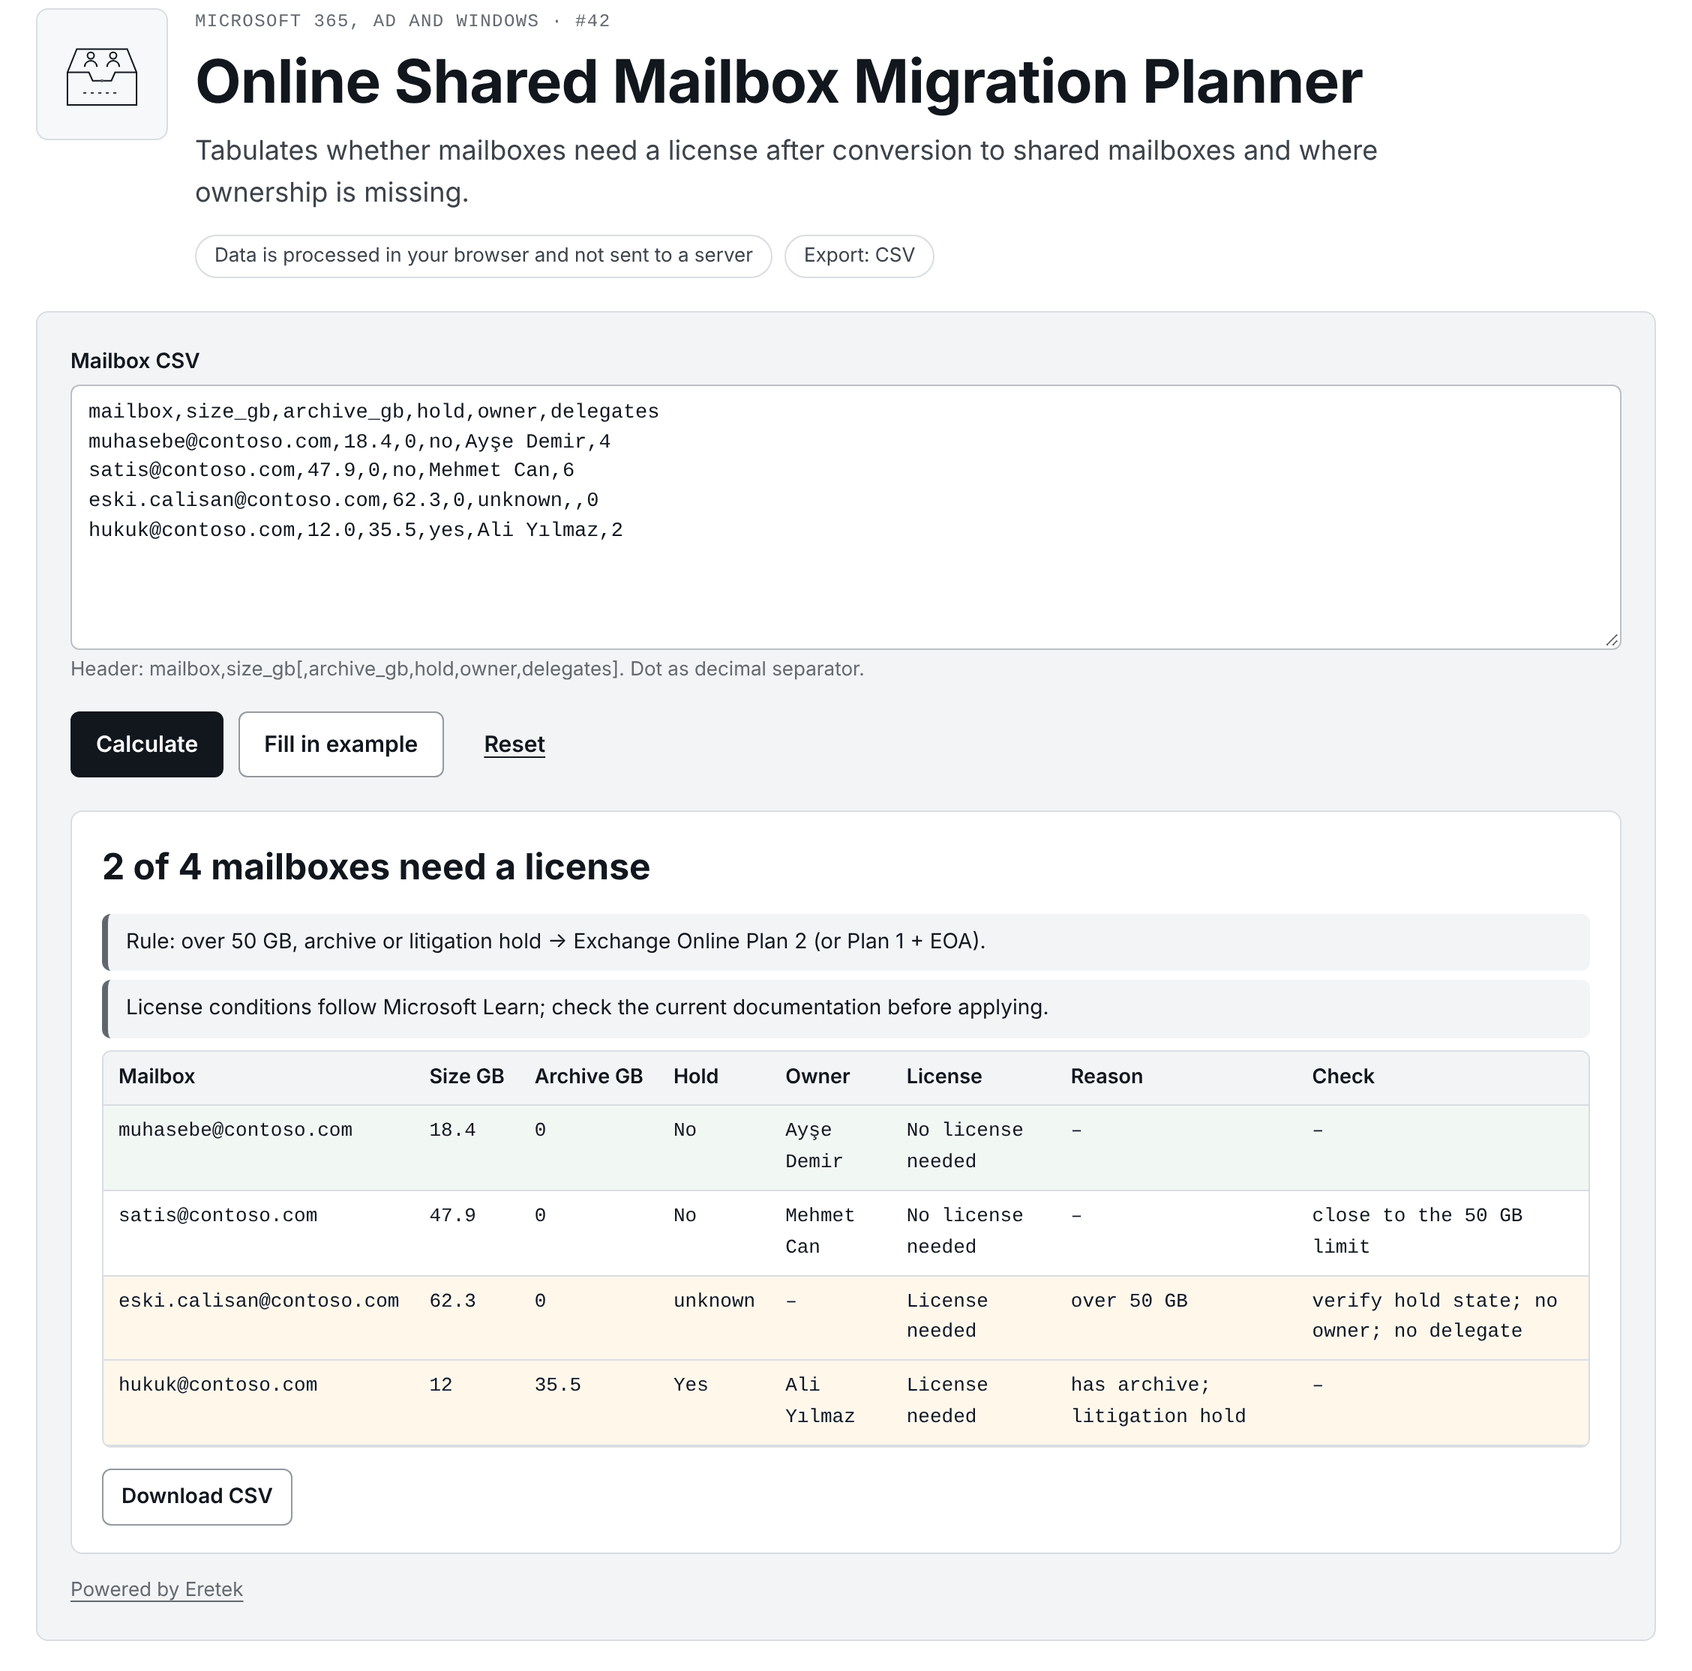 MICROSOFT 365, AD AND WINDOWS · #42
Online Shared Mailbox Migration Planner
Tabulates whether mailboxes need a license after conversion to shared mailboxes and where
ownership is missing.
Data is processed in your browser and not sent to a server
Export: CSV
Mailbox CSV
mailbox,size_gb,archive_gb,hold,owner,delegates
muhasebe@contoso.com,18.4,0,no,Ayşe Demir,4
satis@contoso.com,47.9,0,no,Mehmet Can,6
eski.calisan@contoso.com,62.3,0,unknown,,0
hukuk@contoso.com,12.0,35.5,yes,Ali Yılmaz,2
Header: mailbox,size_gb[,archive_gb,hold,owner,delegates]. Dot as decimal separator.
Calculate Fill in example Reset
2 of 4 mailboxes need a license
Rule: over 50 GB, archive or litigation hold → Exchange Online Plan 2 (or Plan 1 + EOA).
License conditions follow Microsoft Learn; check the current documentation before applying.
Mailbox Size GB Archive GB Hold Owner License Reason Check
muhasebe@contoso.com 18.4 0 No Ayşe No license – –
Demir needed
satis@contoso.com 47.9 0 No Mehmet No license – close to the 50 GB
Can needed limit
eski.calisan@contoso.com 62.3 0 unknown – License over 50 GB verify hold state; no
needed owner; no delegate
hukuk@contoso.com 12 35.5 Yes Ali License has archive; –
Yılmaz needed litigation hold
Download CSV
Powered by Eretek